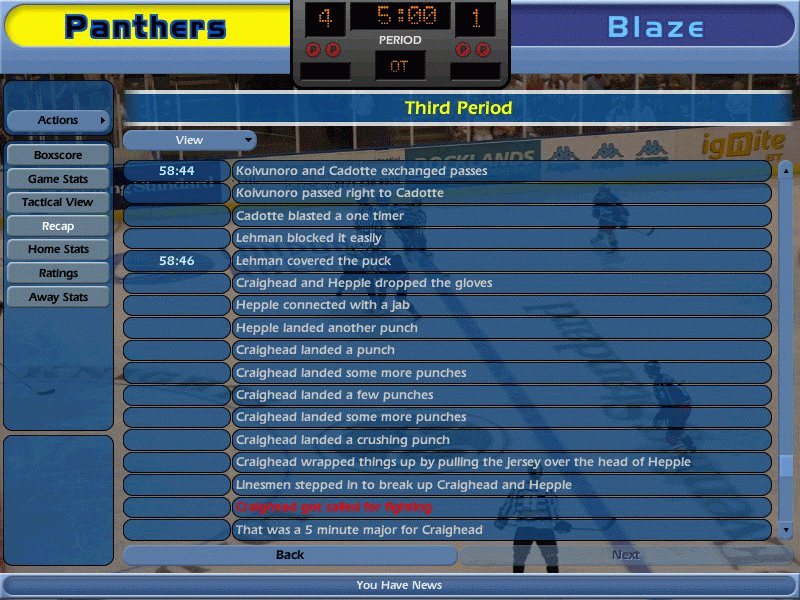 Panthers
4
5:00
1
Blaze
PERIOD
P P
P P
OT
Third Period
Actions
View
Boxscore
Game Stats
Tactical View
Recap
Home Stats
Ratings
Away Stats
58:44 Koivunoro and Cadotte exchanged passes
Koivunoro passed right to Cadotte
Cadotte blasted a one timer
Lehman blocked it easily
58:46 Lehman covered the puck
Craighead and Hepple dropped the gloves
Hepple connected with a jab
Hepple landed another punch
Craighead landed a punch
Craighead landed some more punches
Craighead landed a few punches
Craighead landed some more punches
Craighead landed a crushing punch
Craighead wrapped things up by pulling the jersey over the head of Hepple
Linesmen stepped in to break up Craighead and Hepple
Craighead got called for fighting
That was a 5 minute major for Craighead
Back
Next
You Have News
ignite
DOCKLANDS
Standard